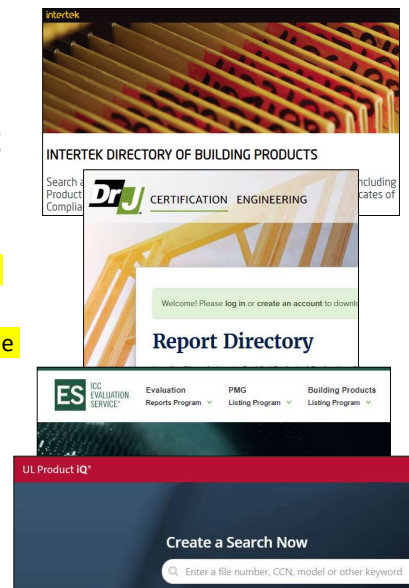 intertek
INTERTEK DIRECTORY OF BUILDING PRODUCTS
Search a ncluding
Product cates of
Complia
DrJ CERTIFICATION ENGINEERING
Welcome! Please log in or create an account to downlo
Report Directory
e
ES ICC EVALUATION SERVICE®
Evaluation PMG Building Products
Reports Program Listing Program Listing Program
UL Product iQ®
Create a Search Now
Enter a file number, CCN, model or other keyword